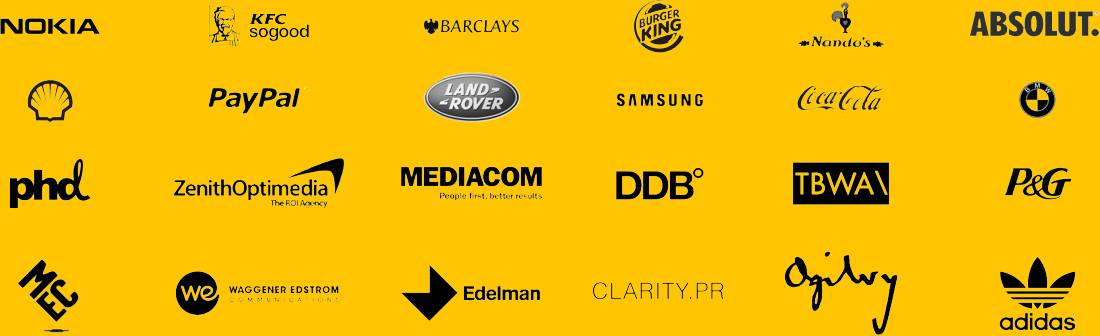 NOKIA
KFC
sogood
BARCLAYS
BURGER
KING
Nando's
ABSOLUT.
PayPal
LAND-
-ROVER
SAMSUNG
Coca-Cola
BMW
phd
ZenithOptimedia
The ROI Agency
MEDIACOM
People first, better results
DDB°
TBWA\
P&G
MEC
we WAGGENER EDSTROM
COMMUNICATIONS
Edelman
CLARITY.PR
Ogilvy
adidas